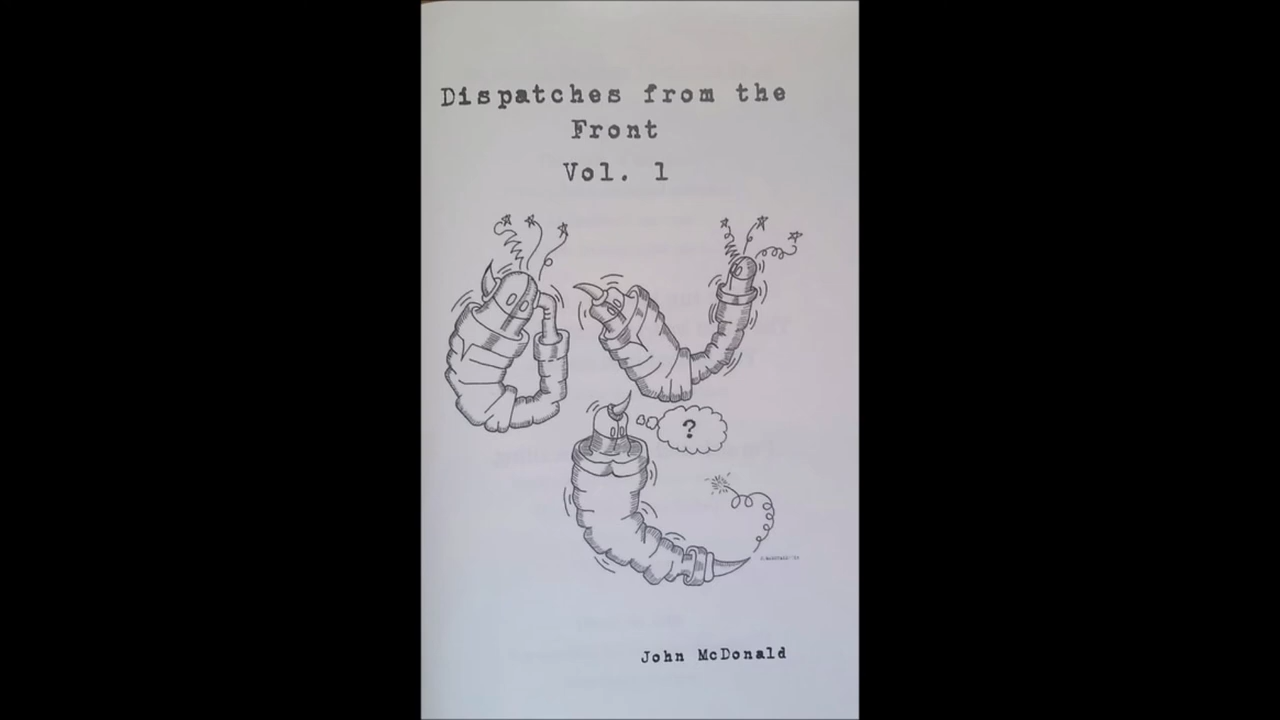 Dispatches from the
Front
Vol. 1
?
John McDonald